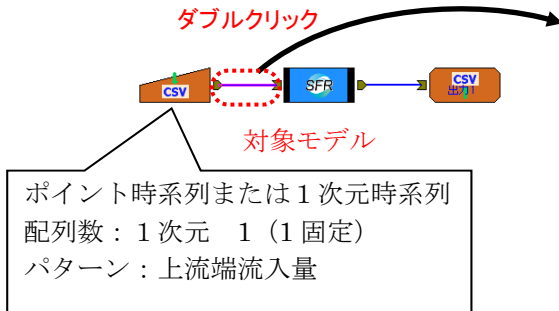 ダブルクリック
CSV
SFR
CSV
出力1
対象モデル
ポイント時系列または1次元時系列
配列数:1次元 1(1固定)
パターン:上流端流入量